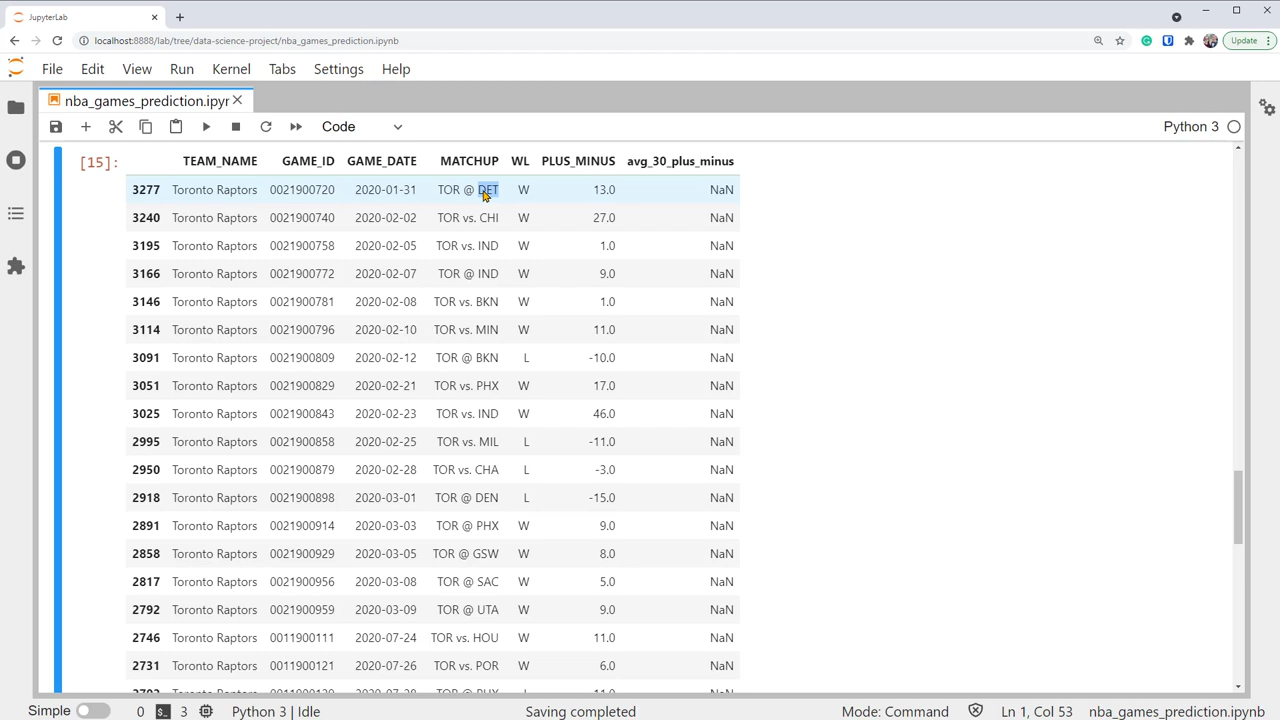 JupyterLab
localhost:8888/lab/tree/data-science-project/nba_games_prediction.ipynb
Update
File Edit View Run Kernel Tabs Settings Help
nba_games_prediction.ipyr
Code
Python 3
[15]:
TEAM_NAME GAME_ID GAME_DATE MATCHUP WL PLUS_MINUS avg_30_plus_minus
3277 Toronto Raptors 0021900720 2020-01-31 TOR @ DET W 13.0 NaN
3240 Toronto Raptors 0021900740 2020-02-02 TOR vs. CHI W 27.0 NaN
3195 Toronto Raptors 0021900758 2020-02-05 TOR vs. IND W 1.0 NaN
3166 Toronto Raptors 0021900772 2020-02-07 TOR @ IND W 9.0 NaN
3146 Toronto Raptors 0021900781 2020-02-08 TOR vs. BKN W 1.0 NaN
3114 Toronto Raptors 0021900796 2020-02-10 TOR vs. MIN W 11.0 NaN
3091 Toronto Raptors 0021900809 2020-02-12 TOR @ BKN L -10.0 NaN
3051 Toronto Raptors 0021900829 2020-02-21 TOR vs. PHX W 17.0 NaN
3025 Toronto Raptors 0021900843 2020-02-23 TOR vs. IND W 46.0 NaN
2995 Toronto Raptors 0021900858 2020-02-25 TOR vs. MIL L -11.0 NaN
2950 Toronto Raptors 0021900879 2020-02-28 TOR vs. CHA L -3.0 NaN
2918 Toronto Raptors 0021900898 2020-03-01 TOR @ DEN L -15.0 NaN
2891 Toronto Raptors 0021900914 2020-03-03 TOR @ PHX W 9.0 NaN
2858 Toronto Raptors 0021900929 2020-03-05 TOR @ GSW W 8.0 NaN
2817 Toronto Raptors 0021900956 2020-03-08 TOR @ SAC W 5.0 NaN
2792 Toronto Raptors 0021900959 2020-03-09 TOR @ UTA W 9.0 NaN
2746 Toronto Raptors 0011900111 2020-07-24 TOR vs. HOU W 11.0 NaN
2731 Toronto Raptors 0011900121 2020-07-26 TOR vs. POR W 6.0 NaN
Simple 0 3 Python 3 | Idle Saving completed Mode: Command Ln 1, Col 53 nba_games_prediction.ipynb